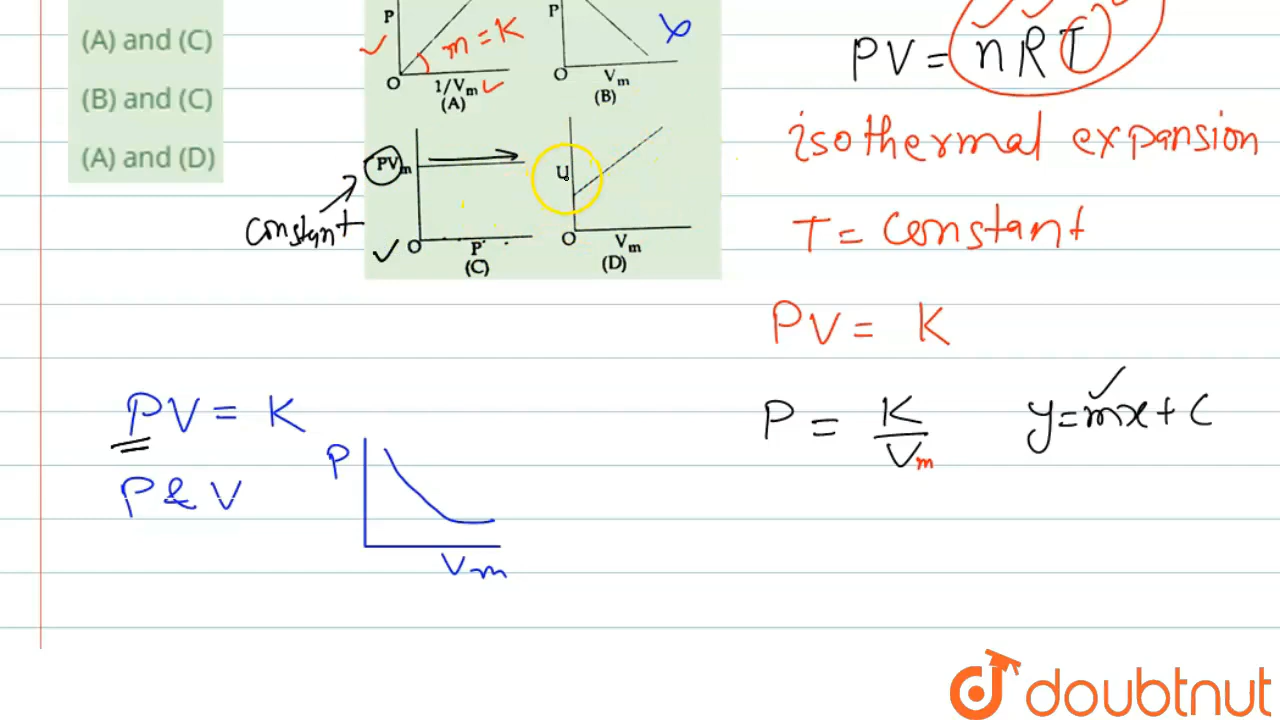 (A) and (C)
(B) and (C)
(A) and (D)
P
m = K
O
1/Vm
(A)
P
O
Vm
(B)
PVm
constant
O
P
(C)
U
O
Vm
(D)
PV = nRT
isothermal expansion
T = constant
PV = K
P = K/Vm
y = mx + C
PV = K
P & V
P
Vm
doubtnut